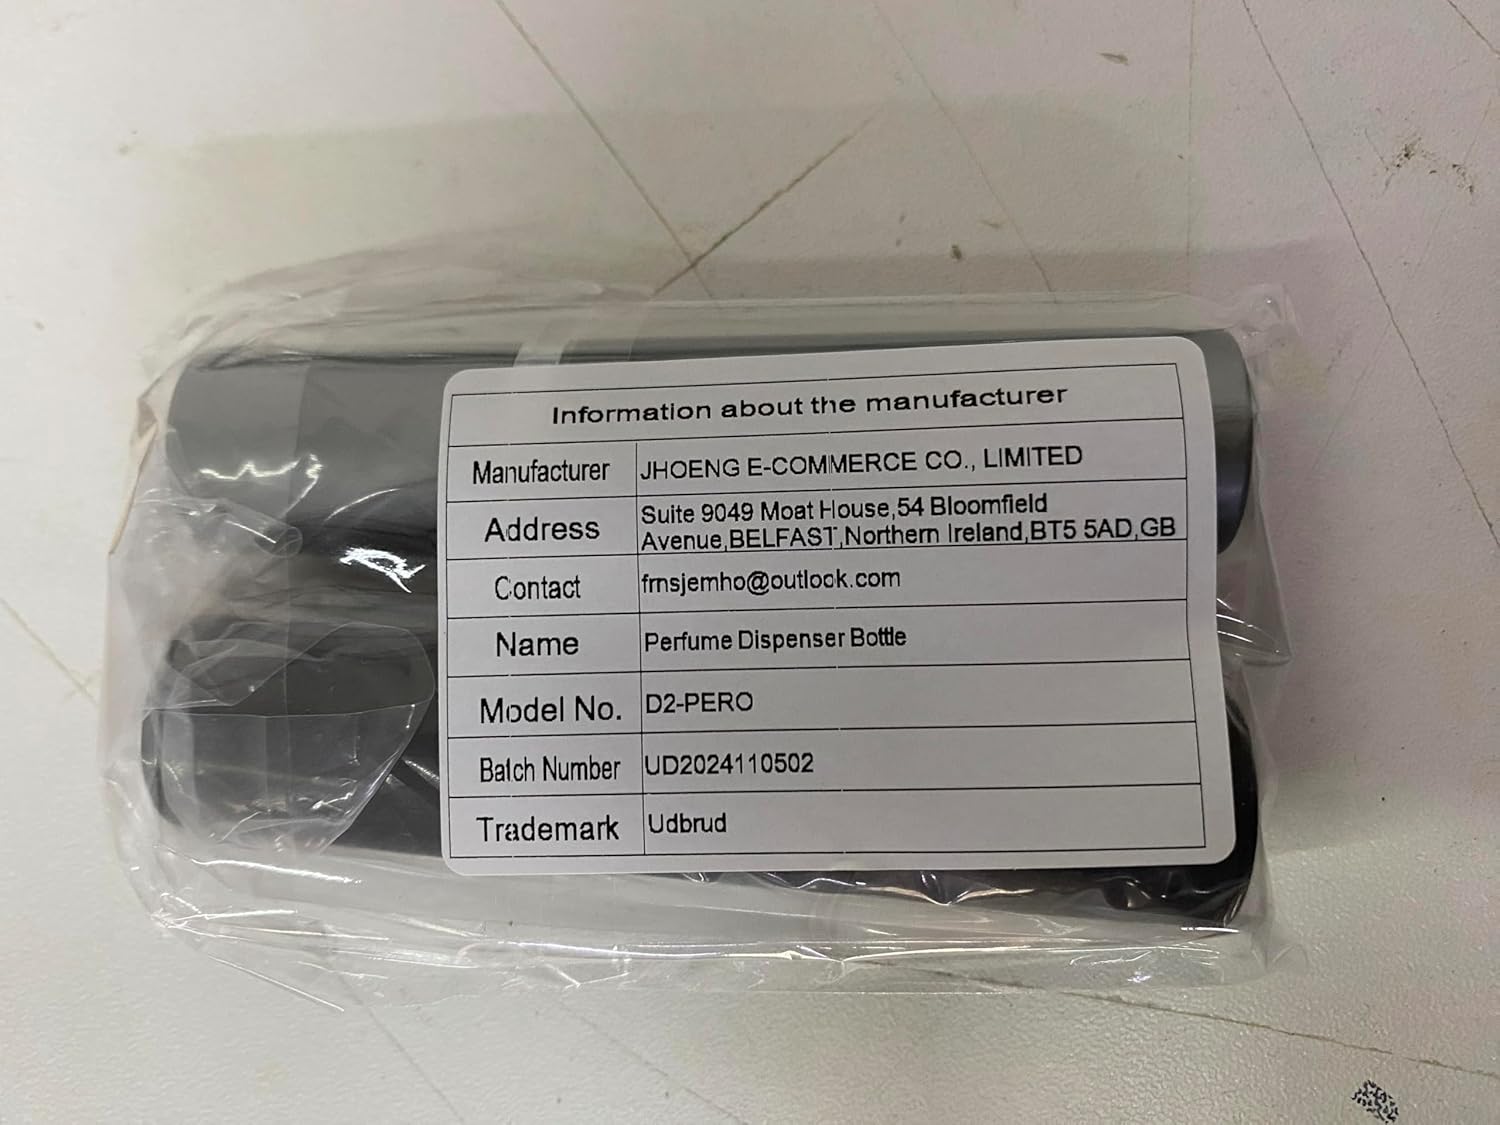 Information about the manufacturer
Manufacturer JHOENG E-COMMERCE CO., LIMITED
Address Suite 9049 Moat House,54 Bloomfield
Avenue,BELFAST,Northern Ireland,BT5 5AD,GB
Contact frnsjemho@outlook.com
Name Perfume Dispenser Bottle
Model No. D2-PERO
Batch Number UD2024110502
Trademark Udbrud